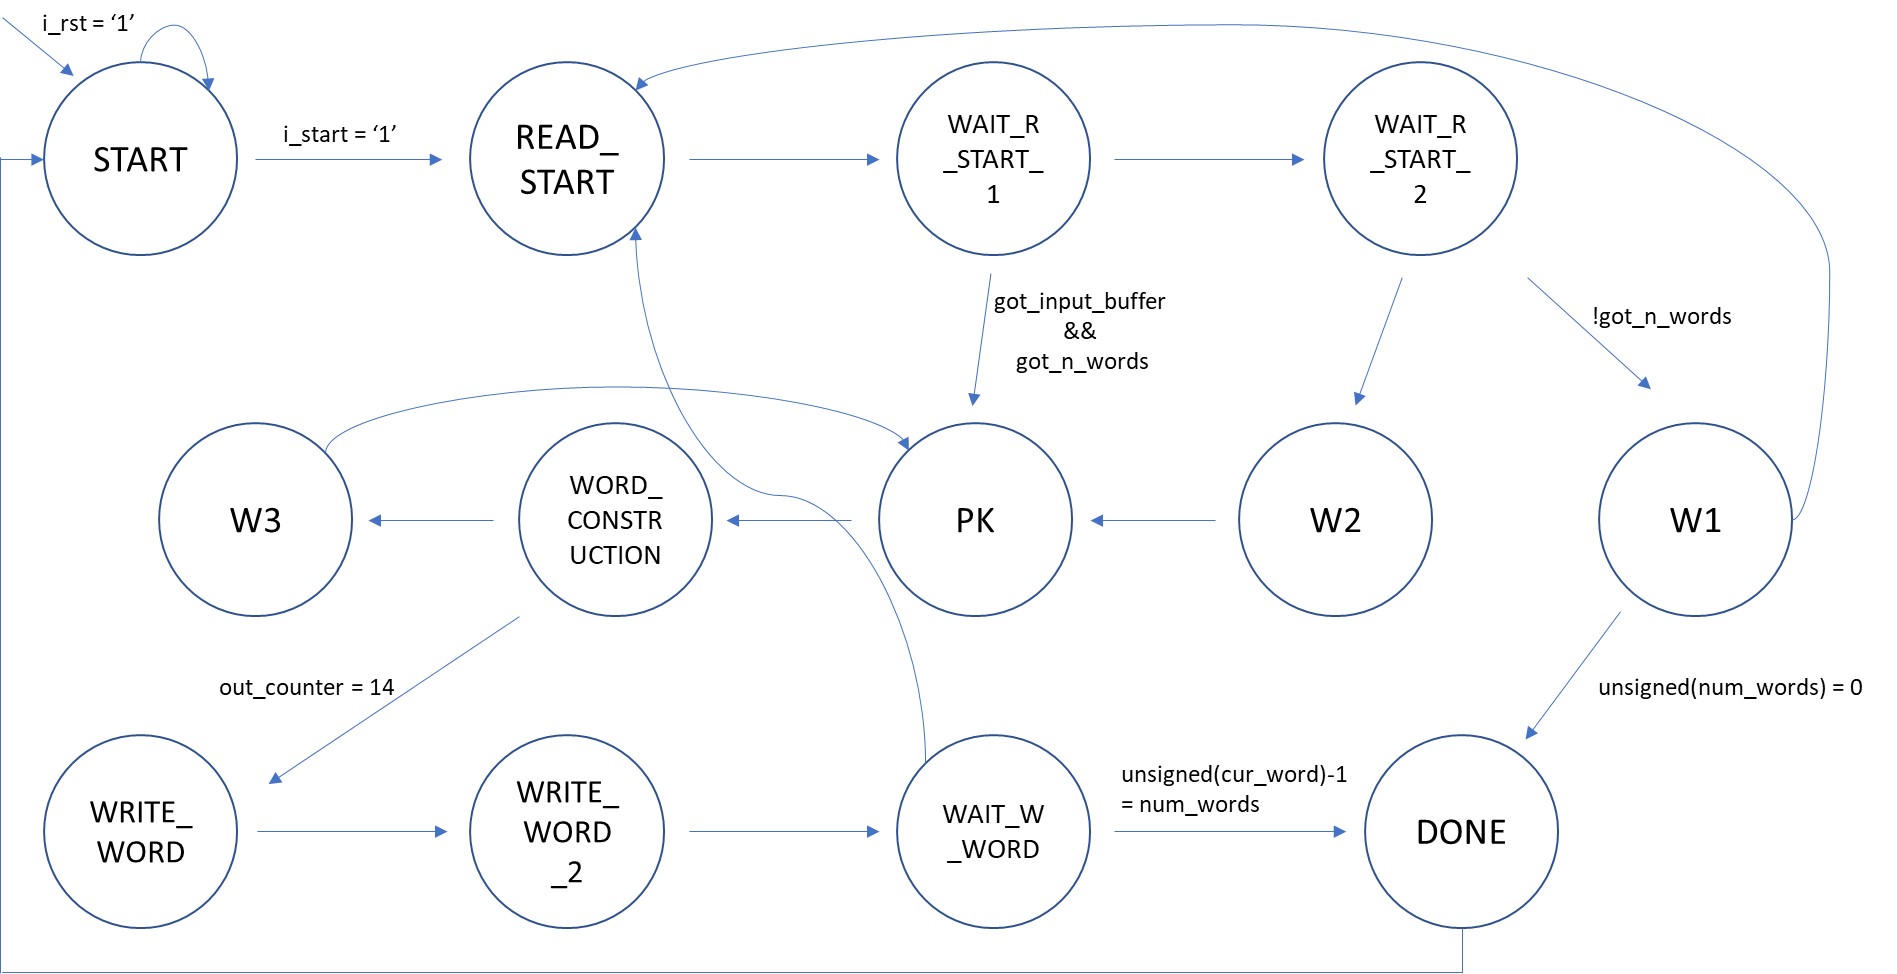 i_rst = ‘1’
START
i_start = ‘1’
READ_
START
WAIT_R
_START_
1
WAIT_R
_START_
2
got_input_buffer
&&
got_n_words
!got_n_words
W3
WORD_
CONSTR
UCTION
PK
W2
W1
out_counter = 14
unsigned(num_words) = 0
WRITE_
WORD
WRITE_
WORD
_2
WAIT_W
_WORD
unsigned(cur_word)-1
= num_words
DONE